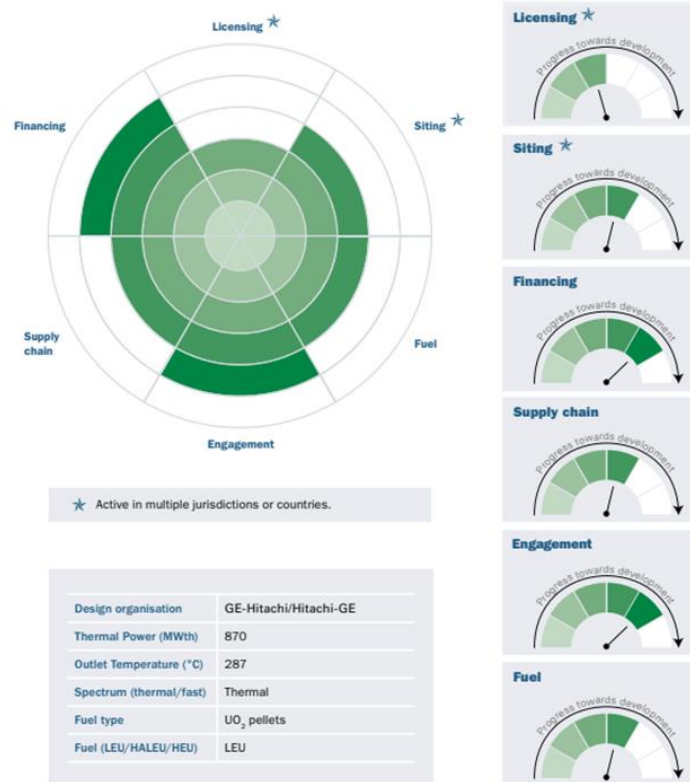 Licensing
Financing
Siting
Supply
chain
Fuel
Engagement
Active in multiple jurisdictions or countries.
Design organisation GE-Hitachi/Hitachi-GE
Thermal Power (MWth) 870
Outlet Temperature (°C) 287
Spectrum (thermal/fast) Thermal
Fuel type UO₂ pellets
Fuel (LEU/HALEU/HEU) LEU
Licensing
Progress towards development
Siting
Progress towards development
Financing
Progress towards development
Supply chain
Progress towards development
Engagement
Progress towards development
Fuel
Progress towards development